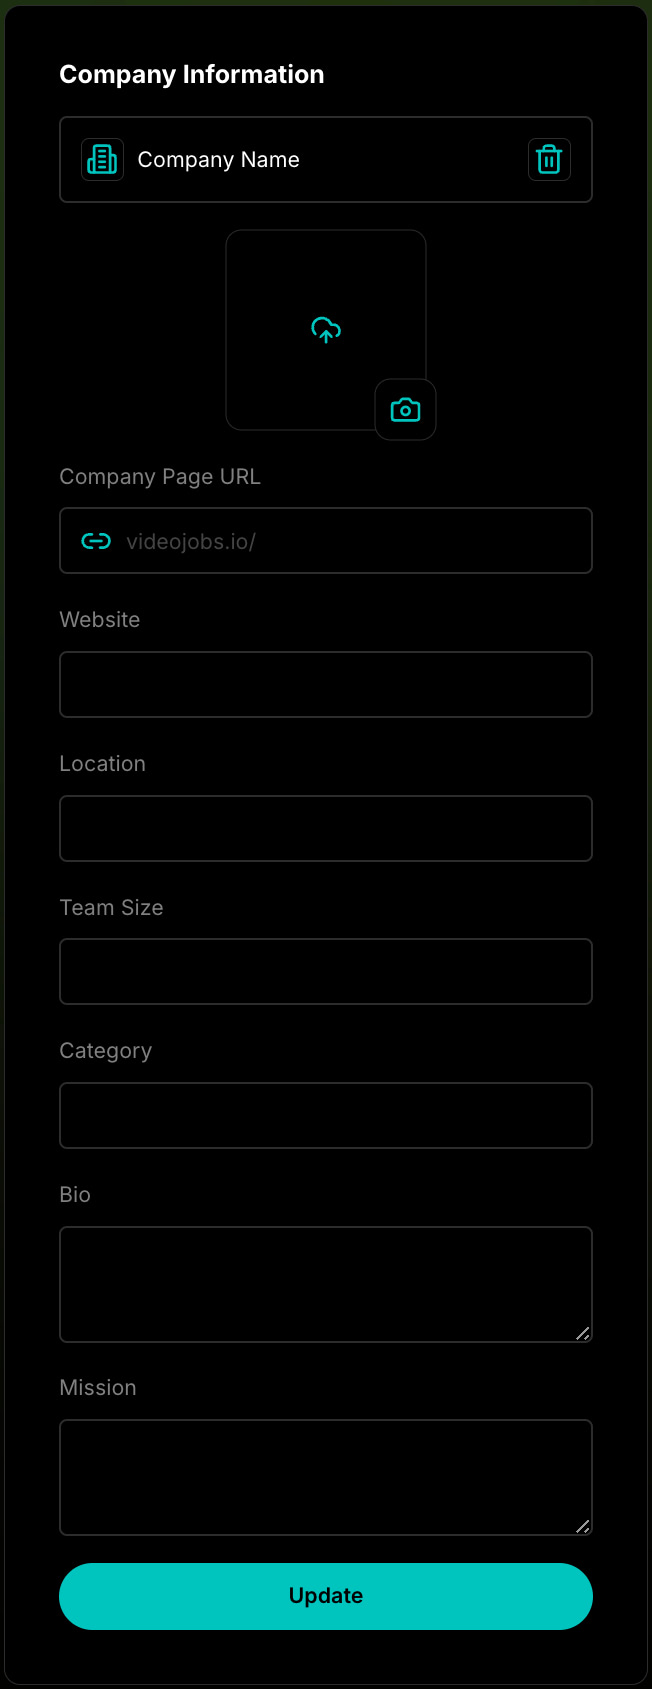 Company Information
Company Name
Company Page URL
videojobs.io/
Website
Location
Team Size
Category
Bio
Mission
Update